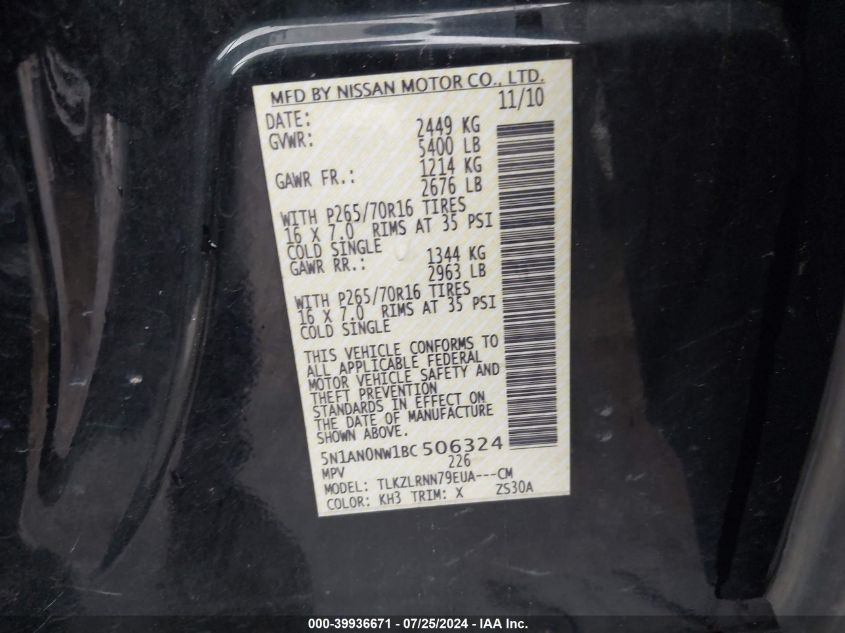 MFD BY NISSAN MOTOR CO., LTD.
DATE: 11/10
GVWR: 2449 KG
5400 LB
GAWR FR.: 1214 KG
2676 LB
WITH P265/70R16 TIRES
16 X 7.0 RIMS AT 35 PSI
COLD SINGLE
GAWR RR.: 1344 KG
2963 LB
WITH P265/70R16 TIRES
16 X 7.0 RIMS AT 35 PSI
COLD SINGLE
THIS VEHICLE CONFORMS TO
ALL APPLICABLE FEDERAL
MOTOR VEHICLE SAFETY AND
THEFT PREVENTION
STANDARDS IN EFFECT ON
THE DATE OF MANUFACTURE
SHOWN ABOVE.
5N1AN0NW1BC 506324
MPV 226
MODEL: TLKZLRNN79EUA---CM
COLOR: KH3 TRIM: X ZS30A
000-39936671 - 07/25/2024 - IAA Inc.